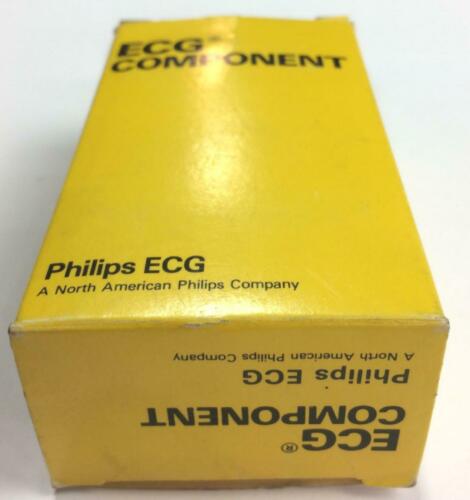 ECG®
COMPONENT
Philips ECG
A North American Philips Company
ECG®
COMPONENT
Philips ECG
A North American Philips Company